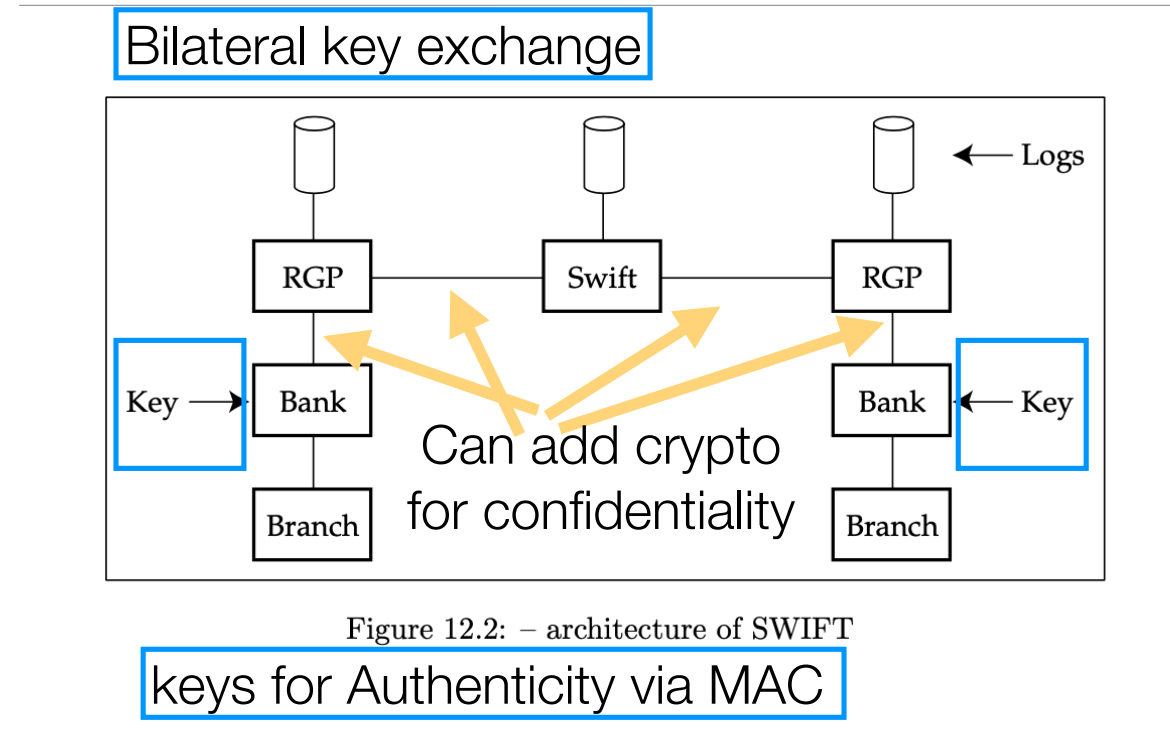 Bilateral key exchange
Logs
RGP
Swift
RGP
Key
Bank
Bank
Key
Can add crypto
for confidentiality
Branch
Branch
Figure 12.2: – architecture of SWIFT
keys for Authenticity via MAC